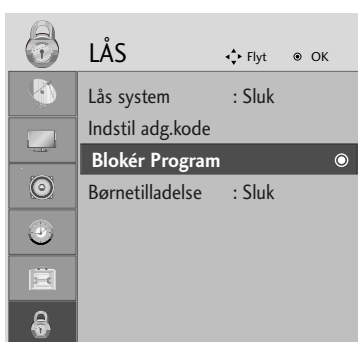 LÅS Flyt OK
Lås system : Sluk
Indstil adg.kode
Blokér Program
Børnetilladelse : Sluk